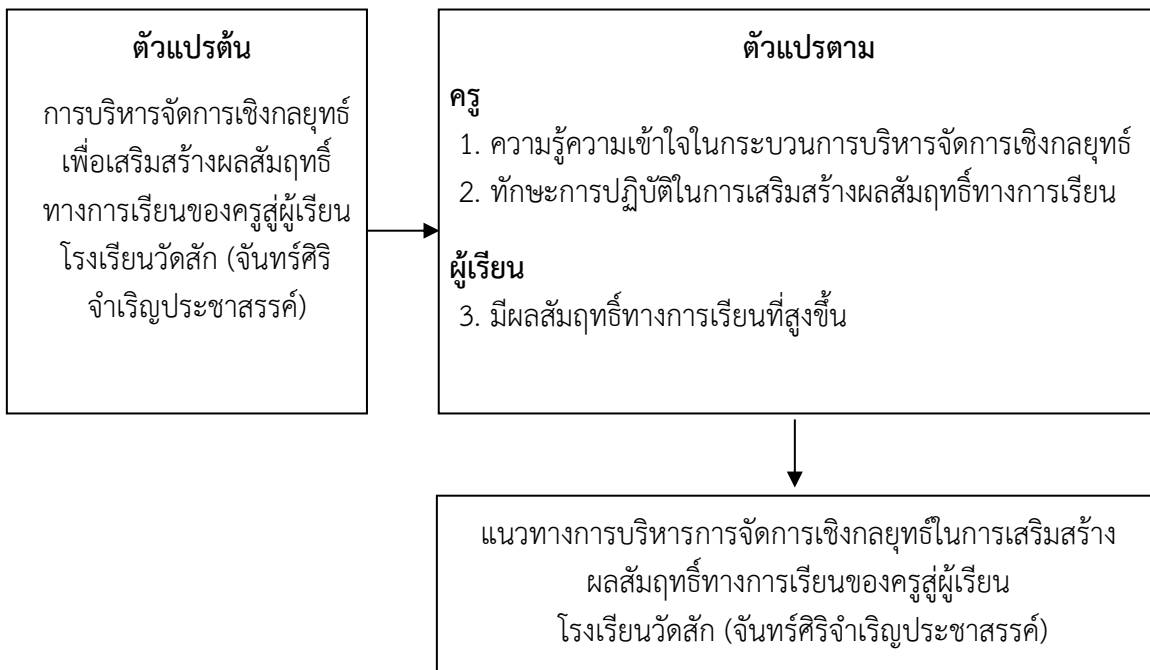 ตัวแปรต้น
การบริหารจัดการเชิงกลยุทธ์
เพื่อเสริมสร้างผลสัมฤทธิ์
ทางการเรียนของครูสู่ผู้เรียน
โรงเรียนวัดสัก (จันทร์ศิริ
จำเริญประชาสรรค์)
ตัวแปรตาม
ครู
1. ความรู้ความเข้าใจในกระบวนการบริหารจัดการเชิงกลยุทธ์
2. ทักษะการปฏิบัติในการเสริมสร้างผลสัมฤทธิ์ทางการเรียน
ผู้เรียน
3. มีผลสัมฤทธิ์ทางการเรียนที่สูงขึ้น
แนวทางการบริหารการจัดการเชิงกลยุทธ์ในการเสริมสร้าง
ผลสัมฤทธิ์ทางการเรียนของครูสู่ผู้เรียน
โรงเรียนวัดสัก (จันทร์ศิริจำเริญประชาสรรค์)